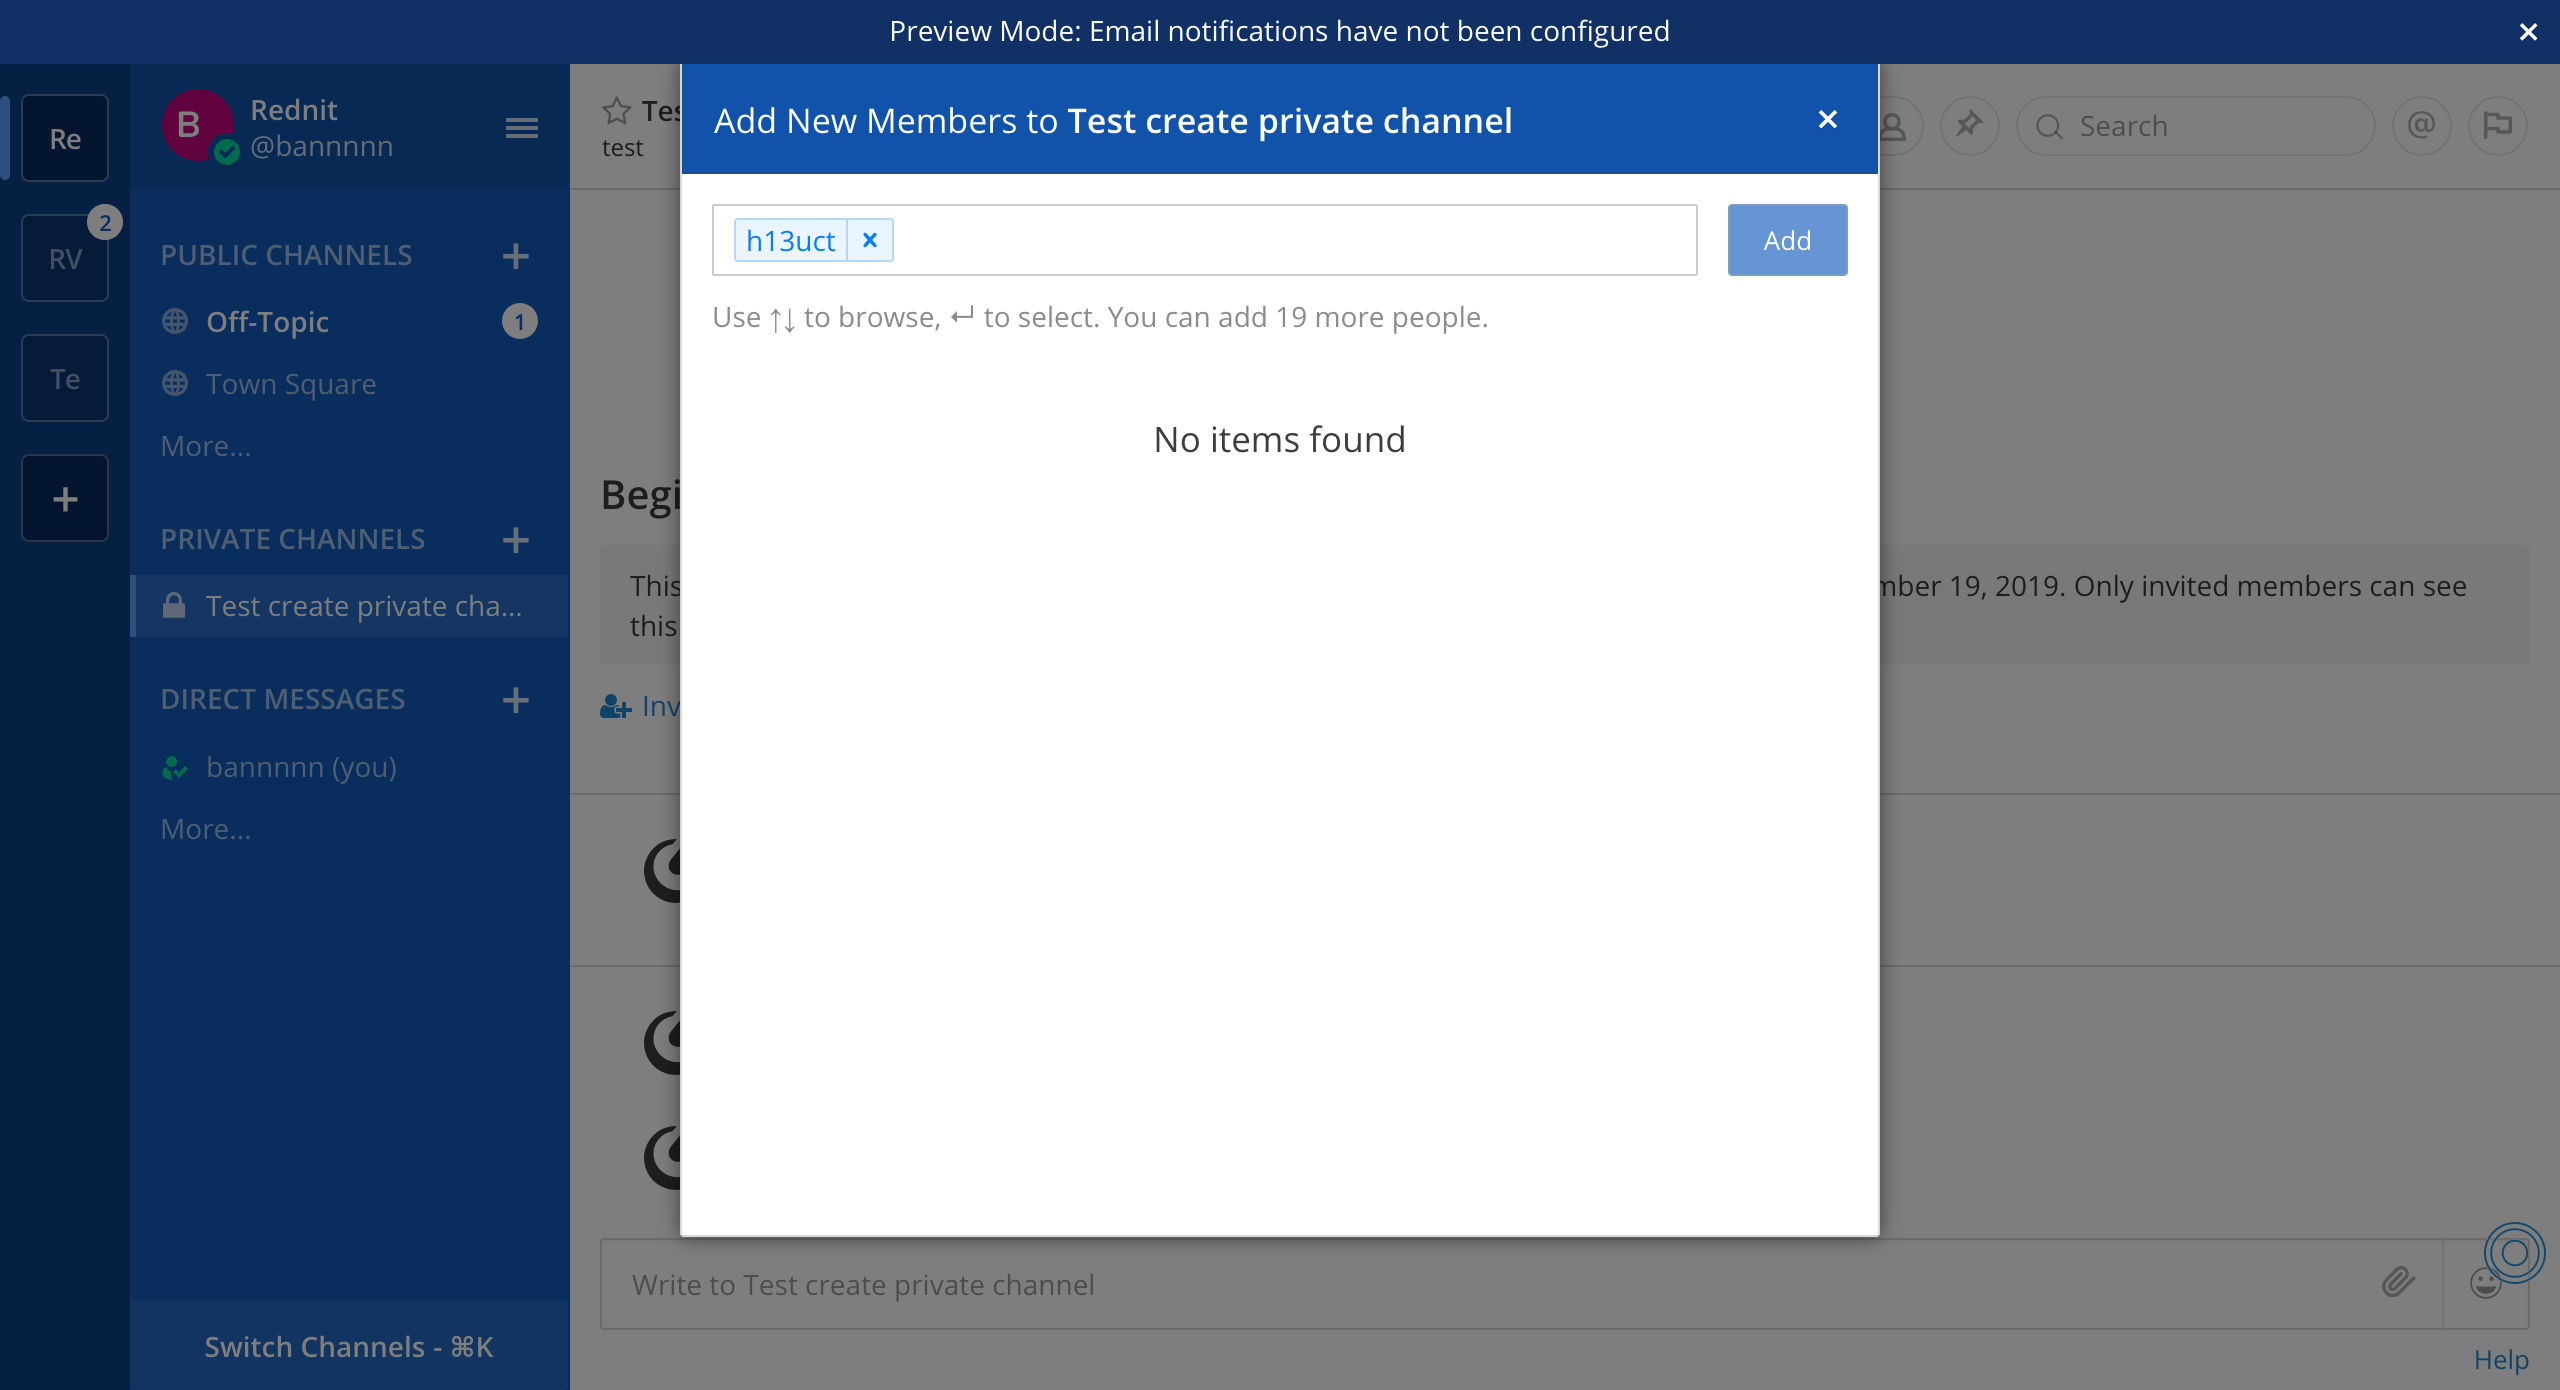 Preview Mode: Email notifications have not been configured
Re
RV
2
Te
B
Rednit
@bannnnn
PUBLIC CHANNELS
Off-Topic
1
Town Square
More...
PRIVATE CHANNELS
Test create private cha...
DIRECT MESSAGES
bannnnn (you)
More...
Switch Channels - ⌘K
test
Search
@
Add New Members to Test create private channel
h13uct
Add
Use ↑↓ to browse, ↵ to select. You can add 19 more people.
No items found
This
19, 2019. Only invited members can see
this
Write to Test create private channel
Help